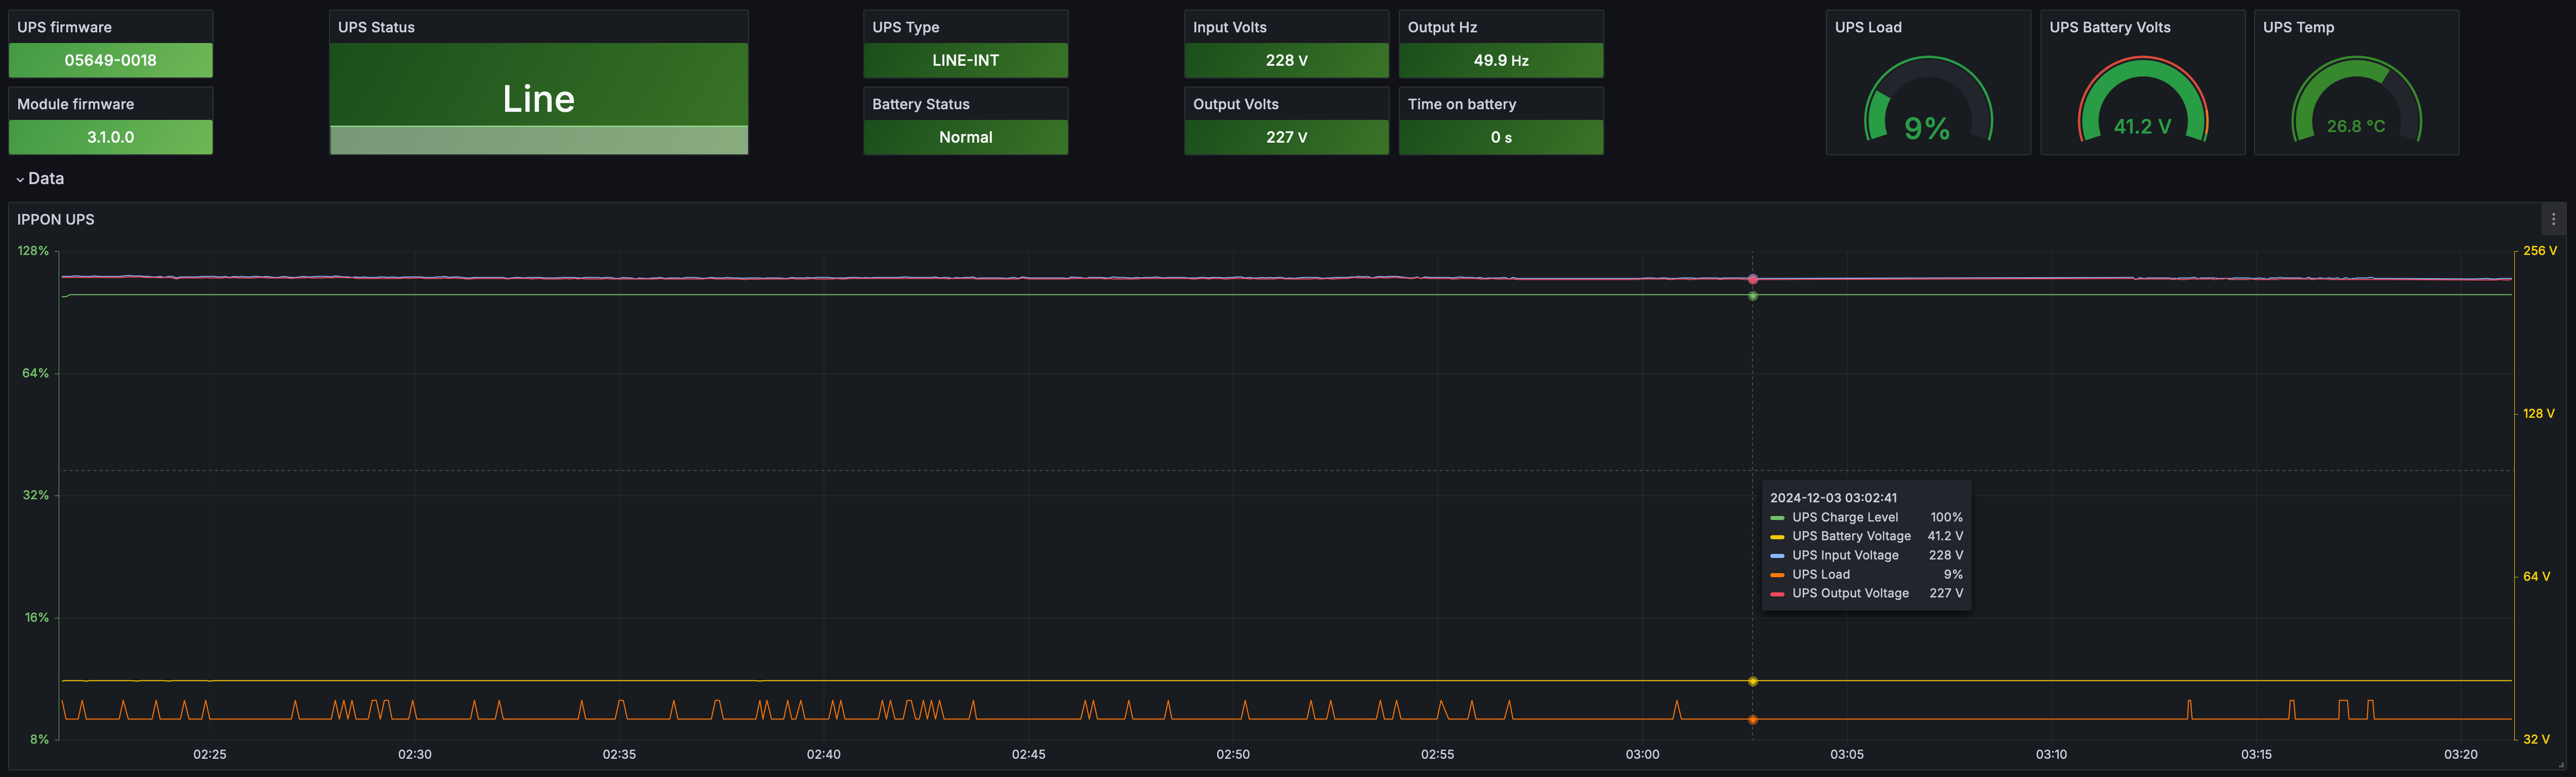 UPS firmware
05649-0018
Module firmware
3.1.0.0
UPS Status
Line
UPS Type
LINE-INT
Battery Status
Normal
Input Volts
228 V
Output Hz
49.9 Hz
Output Volts
227 V
Time on battery
0 s
UPS Load
9%
UPS Battery Volts
41.2 V
UPS Temp
26.8 °C
Data
IPPON UPS
128%
64%
32%
16%
8%
256 V
128 V
64 V
32 V
2024-12-03 03:02:41
UPS Charge Level 100%
UPS Battery Voltage 41.2 V
UPS Input Voltage 228 V
UPS Load 9%
UPS Output Voltage 227 V
02:25 02:30 02:35 02:40 02:45 02:50 02:55 03:00 03:05 03:10 03:15 03:20